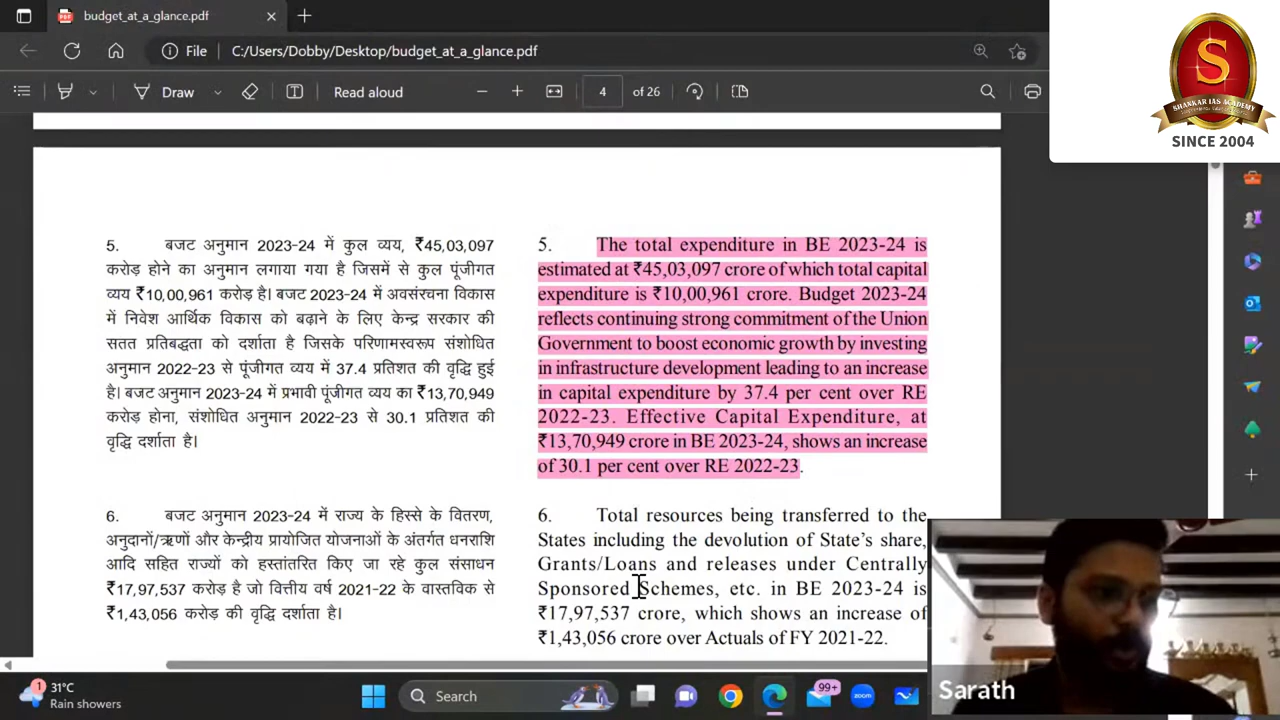 budget_at_a_glance.pdf
File
C:/Users/Dobby/Desktop/budget_at_a_glance.pdf
Draw
Read aloud
4
of 26
S
SHANKAR IAS ACADEMY
SINCE 2004
5. बजट अनुमान 2023-24 में कुल व्यय, ₹45,03,097
करोड़ होने का अनुमान लगाया गया है जिसमें से कुल पूंजीगत
व्यय ₹10,00,961 करोड़ है। बजट 2023-24 में अवसंरचना विकास
में निवेश आर्थिक विकास को बढ़ाने के लिए केन्द्र सरकार की
सतत प्रतिबद्धता को दर्शाता है जिसके परिणामस्वरूप संशोधित
अनुमान 2022-23 से पूंजीगत व्यय में 37.4 प्रतिशत की वृद्धि हुई
है। बजट अनुमान 2023-24 में प्रभावी पूंजीगत व्यय का ₹13,70,949
करोड़ होना, संशोधित अनुमान 2022-23 से 30.1 प्रतिशत की
वृद्धि दर्शाता है।
6. बजट अनुमान 2023-24 में राज्य के हिस्से के वितरण,
अनुदानों/ऋणों और केन्द्रीय प्रायोजित योजनाओं के अंतर्गत धनराशि
आदि सहित राज्यों को हस्तांतरित किए जा रहे कुल संसाधन
₹17,97,537 करोड़ है जो वित्तीय वर्ष 2021-22 के वास्तविक से
₹1,43,056 करोड़ की वृद्धि दर्शाता है।
5. The total expenditure in BE 2023-24 is
estimated at ₹45,03,097 crore of which total capital
expenditure is ₹10,00,961 crore. Budget 2023-24
reflects continuing strong commitment of the Union
Government to boost economic growth by investing
in infrastructure development leading to an increase
in capital expenditure by 37.4 per cent over RE
2022-23. Effective Capital Expenditure, at
₹13,70,949 crore in BE 2023-24, shows an increase
of 30.1 per cent over RE 2022-23.
6. Total resources being transferred to the
States including the devolution of State's share,
Grants/Loans and releases under Centrally
Sponsored Schemes, etc. in BE 2023-24 is
₹17,97,537 crore, which shows an increase of
₹1,43,056 crore over Actuals of FY 2021-22.
Sarath
1
31°C
Rain showers
Search
99+
zoom